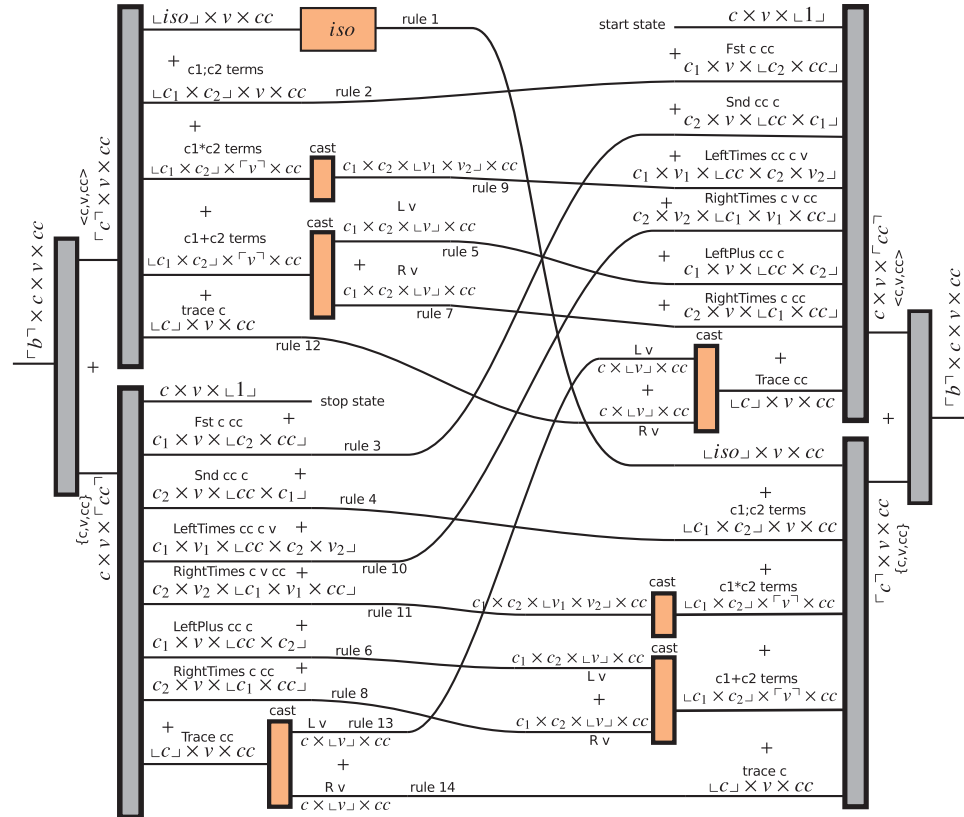 ⌞iso⌟ × v × cc
iso
rule 1
+
c1;c2 terms
⌞c₁ × c₂⌟ × v × cc
rule 2
+
c1*c2 terms
⌞c₁ × c₂⌟ × ⌜v⌝ × cc
cast
c₁ × c₂ × ⌞v₁ × v₂⌟ × cc
rule 9
+
c1+c2 terms
⌞c₁ × c₂⌟ × ⌜v⌝ × cc
cast
L v
c₁ × c₂ × ⌞v⌟ × cc
rule 5
+
R v
c₁ × c₂ × ⌞v⌟ × cc
rule 7
+
trace c
⌞c⌟ × v × cc
rule 12
<c,v,cc>
⌜c⌝ × v × cc
⌜b⌝ × c × v × cc
+
{c,v,cc}
c × v × ⌜cc⌝
c × v × ⌞1⌟
stop state
Fst c cc
+
c₁ × v × ⌞c₂ × cc⌟
rule 3
Snd cc c
+
c₂ × v × ⌞cc × c₁⌟
rule 4
LeftTimes cc c v
+
c₁ × v₁ × ⌞cc × c₂ × v₂⌟
rule 10
RightTimes c v cc
+
c₂ × v₂ × ⌞c₁ × v₁ × cc⌟
rule 11
LeftPlus cc c
+
c₁ × v × ⌞cc × c₂⌟
rule 6
RightTimes c cc
+
c₂ × v × ⌞c₁ × cc⌟
rule 8
+
Trace cc
⌞c⌟ × v × cc
cast
L v
rule 13
c × ⌞v⌟ × cc
+
R v
rule 14
c × ⌞v⌟ × cc
start state
c × v × ⌞1⌟
+
Fst c cc
c₁ × v × ⌞c₂ × cc⌟
+
Snd cc c
c₂ × v × ⌞cc × c₁⌟
+
LeftTimes cc c v
c₁ × v₁ × ⌞cc × c₂ × v₂⌟
+
RightTimes c v cc
c₂ × v₂ × ⌞c₁ × v₁ × cc⌟
+
LeftPlus cc c
c₁ × v × ⌞cc × c₂⌟
+
RightTimes c cc
c₂ × v × ⌞c₁ × cc⌟
L v
c × ⌞v⌟ × cc
+
c × ⌞v⌟ × cc
R v
cast
+
Trace cc
⌞c⌟ × v × cc
⌞iso⌟ × v × cc
+
c1;c2 terms
⌞c₁ × c₂⌟ × v × cc
+
c1*c2 terms
c₁ × c₂ × ⌞v₁ × v₂⌟ × cc
cast
⌞c₁ × c₂⌟ × ⌜v⌝ × cc
+
c1+c2 terms
c₁ × c₂ × ⌞v⌟ × cc
L v
+
c₁ × c₂ × ⌞v⌟ × cc
R v
cast
⌞c₁ × c₂⌟ × ⌜v⌝ × cc
+
trace c
⌞c⌟ × v × cc
c × v × ⌜cc⌝
<c,v,cc>
+
⌜c⌝ × v × cc
{c,v,cc}
⌜b⌝ × c × v × cc